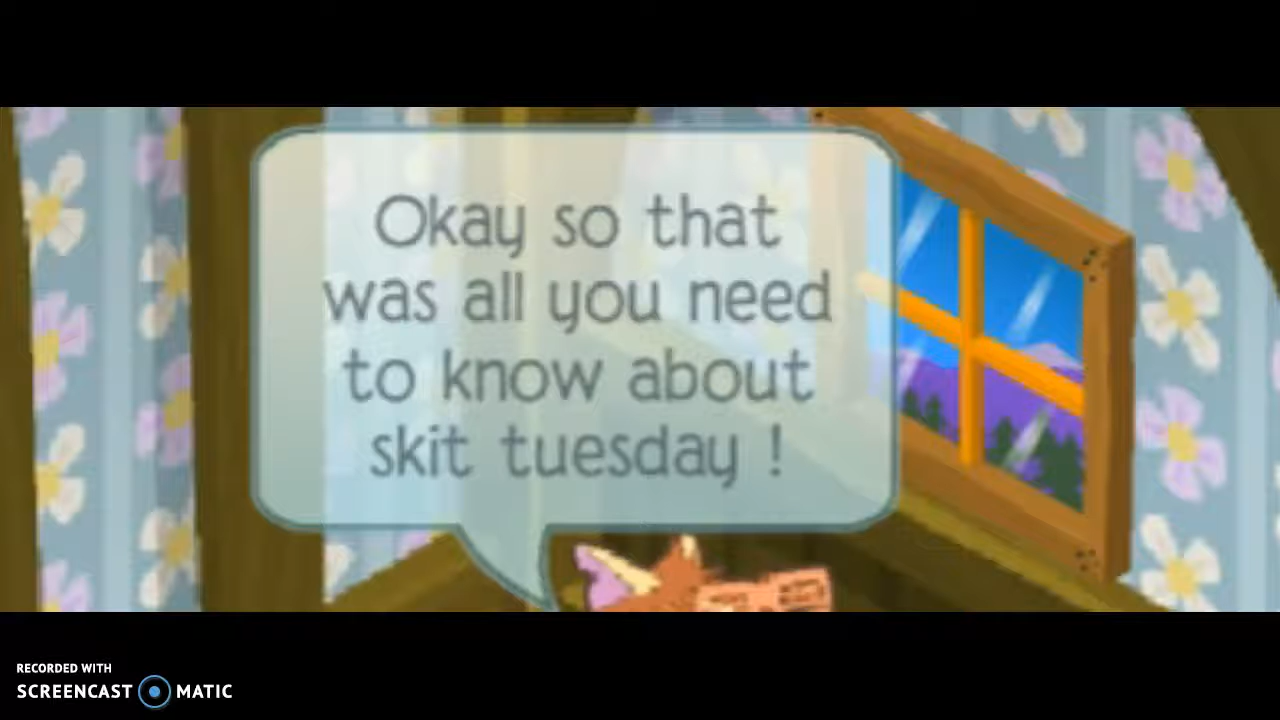 Okay so that
was all you need
to know about
skit tuesday !
RECORDED WITH
SCREENCAST MATIC